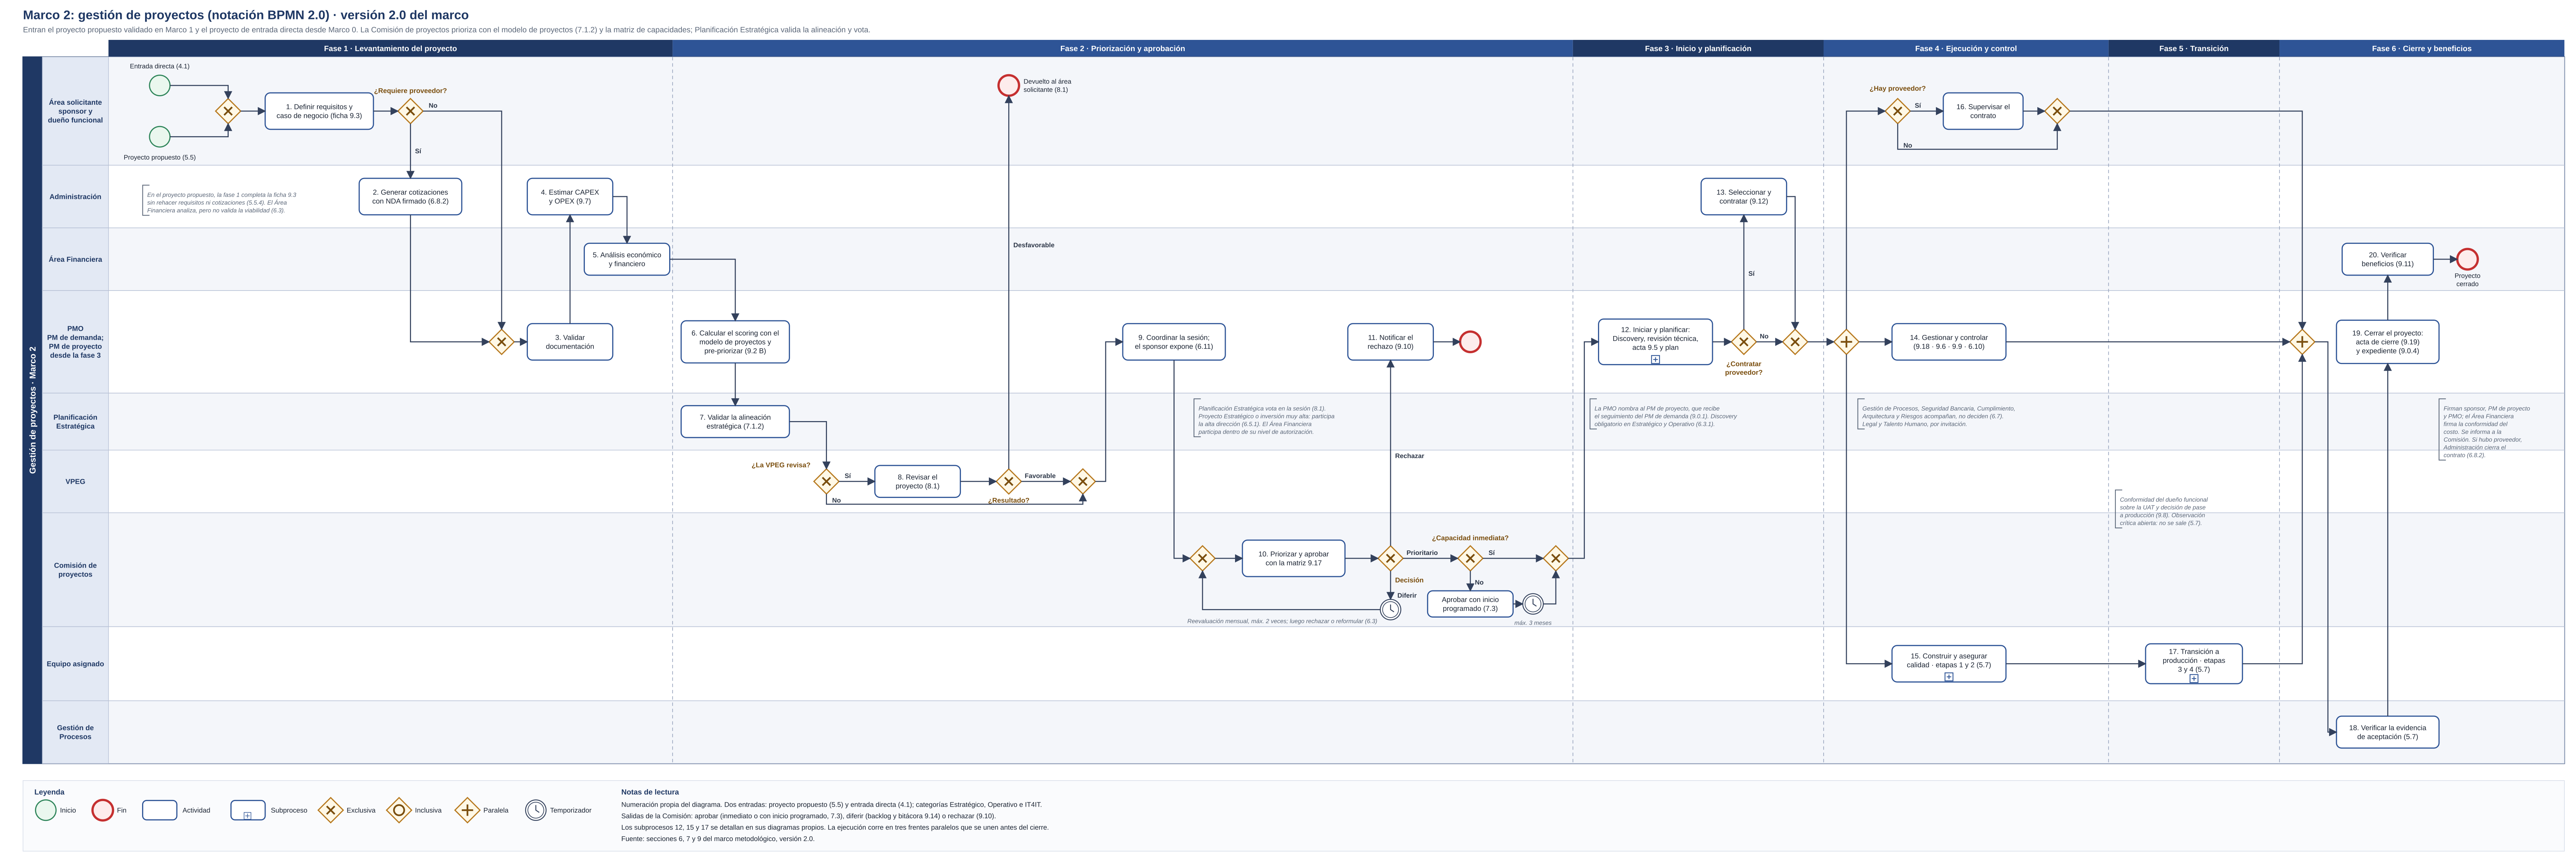 Marco 2: gestión de proyectos (notación BPMN 2.0) · versión 2.0 del marco
Entran el proyecto propuesto validado en Marco 1 y el proyecto de entrada directa desde Marco 0. La Comisión de proyectos prioriza con el modelo de proyectos (7.1.2) y la matriz de capacidades; Planificación Estratégica valida la alineación y vota.
Fase 1 · Levantamiento del proyecto
Fase 2 · Priorización y aprobación
Fase 3 · Inicio y planificación
Fase 4 · Ejecución y control
Fase 5 · Transición
Fase 6 · Cierre y beneficios
Gestión de proyectos · Marco 2
Área solicitante
sponsor y
dueño funcional
Entrada directa (4.1)
Proyecto propuesto (5.5)
1. Definir requisitos y
caso de negocio (ficha 9.3)
¿Requiere proveedor?
No
Sí
Devuelto al área
solicitante (8.1)
¿Hay proveedor?
Sí
No
16. Supervisar el
contrato
Administración
En el proyecto propuesto, la fase 1 completa la ficha 9.3
sin rehacer requisitos ni cotizaciones (5.5.4). El Área
Financiera analiza, pero no valida la viabilidad (6.3).
2. Generar cotizaciones
con NDA firmado (6.8.2)
4. Estimar CAPEX
y OPEX (9.7)
13. Seleccionar y
contratar (9.12)
Área Financiera
5. Análisis económico
y financiero
Desfavorable
Sí
20. Verificar
beneficios (9.11)
Proyecto
cerrado
PMO
PM de demanda;
PM de proyecto
desde la fase 3
3. Validar
documentación
6. Calcular el scoring con el
modelo de proyectos y
pre-priorizar (9.2 B)
9. Coordinar la sesión;
el sponsor expone (6.11)
11. Notificar el
rechazo (9.10)
12. Iniciar y planificar:
Discovery, revisión técnica,
acta 9.5 y plan
No
¿Contratar
proveedor?
14. Gestionar y controlar
(9.18 · 9.6 · 9.9 · 6.10)
19. Cerrar el proyecto:
acta de cierre (9.19)
y expediente (9.0.4)
Planificación
Estratégica
7. Validar la alineación
estratégica (7.1.2)
Planificación Estratégica vota en la sesión (8.1).
Proyecto Estratégico o inversión muy alta: participa
la alta dirección (6.5.1). El Área Financiera
participa dentro de su nivel de autorización.
La PMO nombra al PM de proyecto, que recibe
el seguimiento del PM de demanda (9.0.1). Discovery
obligatorio en Estratégico y Operativo (6.3.1).
Gestión de Procesos, Seguridad Bancaria, Cumplimiento,
Arquitectura y Riesgos acompañan, no deciden (6.7).
Legal y Talento Humano, por invitación.
Firman sponsor, PM de proyecto
y PMO; el Área Financiera
firma la conformidad del
costo. Se informa a la
Comisión. Si hubo proveedor,
Administración cierra el
contrato (6.8.2).
VPEG
¿La VPEG revisa?
Sí
No
8. Revisar el
proyecto (8.1)
¿Resultado?
Favorable
Rechazar
Conformidad del dueño funcional
sobre la UAT y decisión de pase
a producción (9.8). Observación
crítica abierta: no se sale (5.7).
Comisión de
proyectos
10. Priorizar y aprobar
con la matriz 9.17
Prioritario
Decisión
Diferir
¿Capacidad inmediata?
Sí
No
Aprobar con inicio
programado (7.3)
Reevaluación mensual, máx. 2 veces; luego rechazar o reformular (6.3)
máx. 3 meses
Equipo asignado
15. Construir y asegurar
calidad · etapas 1 y 2 (5.7)
17. Transición a
producción · etapas
3 y 4 (5.7)
Gestión de
Procesos
18. Verificar la evidencia
de aceptación (5.7)
Leyenda
Inicio
Fin
Actividad
Subproceso
Exclusiva
Inclusiva
Paralela
Temporizador
Notas de lectura
Numeración propia del diagrama. Dos entradas: proyecto propuesto (5.5) y entrada directa (4.1); categorías Estratégico, Operativo e IT4IT.
Salidas de la Comisión: aprobar (inmediato o con inicio programado, 7.3), diferir (backlog y bitácora 9.14) o rechazar (9.10).
Los subprocesos 12, 15 y 17 se detallan en sus diagramas propios. La ejecución corre en tres frentes paralelos que se unen antes del cierre.
Fuente: secciones 6, 7 y 9 del marco metodológico, versión 2.0.